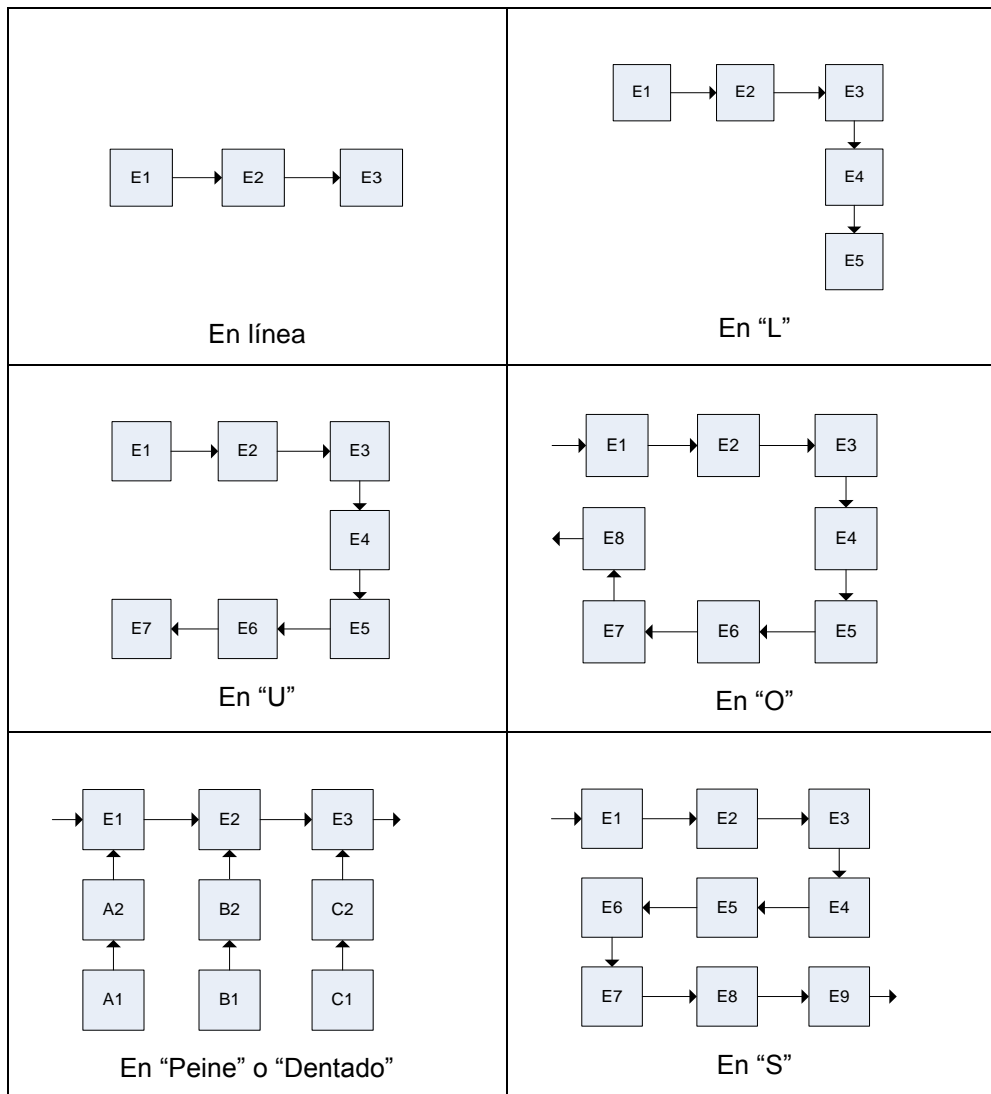 E1 E2 E3
En línea
E1 E2 E3
E4
E5
En “L”
E1 E2 E3
E4
E7 E6 E5
En “U”
E1 E2 E3
E8 E4
E7 E6 E5
En “O”
E1 E2 E3
A2 B2 C2
A1 B1 C1
En “Peine” o “Dentado”
E1 E2 E3
E6 E5 E4
E7 E8 E9
En “S”